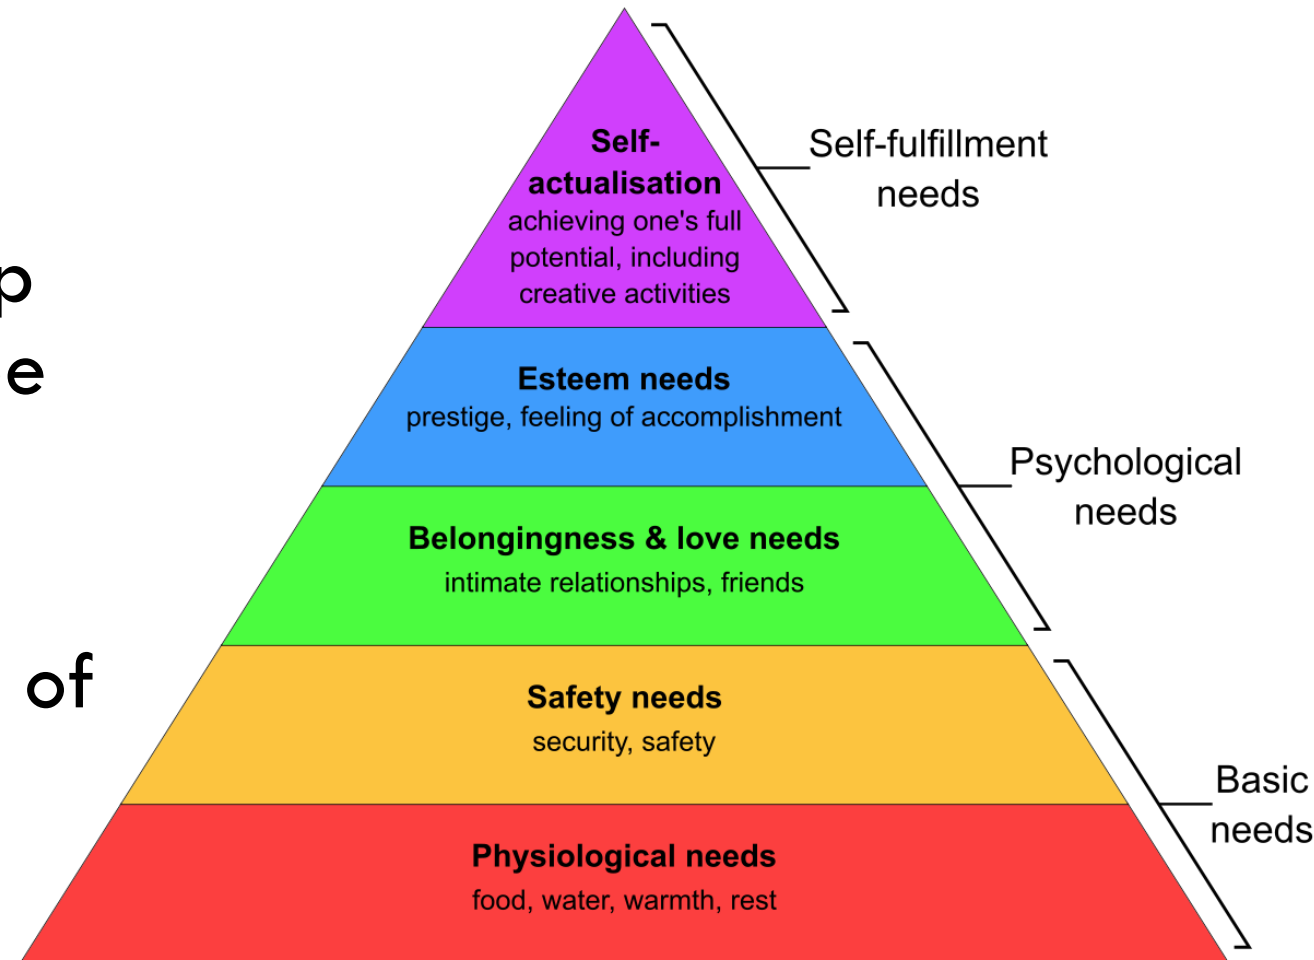 Self-
actualisation
achieving one's full
potential, including
creative activities
Self-fulfillment
needs
p
e
Esteem needs
prestige, feeling of accomplishment
Psychological
needs
Belongingness & love needs
intimate relationships, friends
of
Safety needs
security, safety
Basic
needs
Physiological needs
food, water, warmth, rest